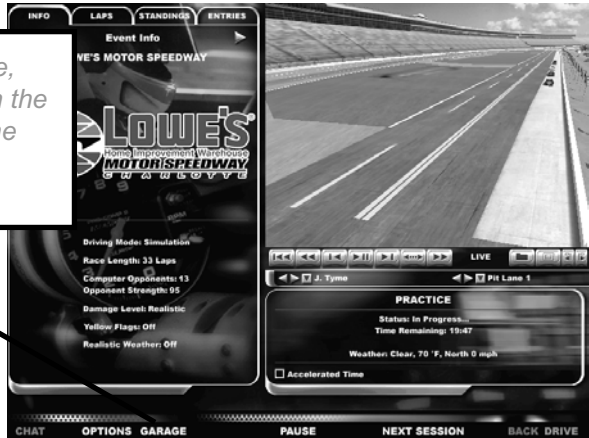 INFO LAPS STANDINGS ENTRIES
Event Info
WE'S MOTOR SPEEDWAY
e,
n the
ne
LOWE'S
Home Improvement Warehouse
MOTOR SPEEDWAY
CHARLOTTE
Driving Mode: Simulation
Race Length: 33 Laps
Computer Opponents: 13
Opponent Strength: 95
Damage Level: Realistic
Yellow Flags: Off
Realistic Weather: Off
LIVE
J. Tyme Pit Lane 1
PRACTICE
Status: In Progress...
Time Remaining: 19:47
Weather: Clear, 70 °F, North 0 mph
Accelerated Time
CHAT OPTIONS GARAGE PAUSE NEXT SESSION BACK DRIVE